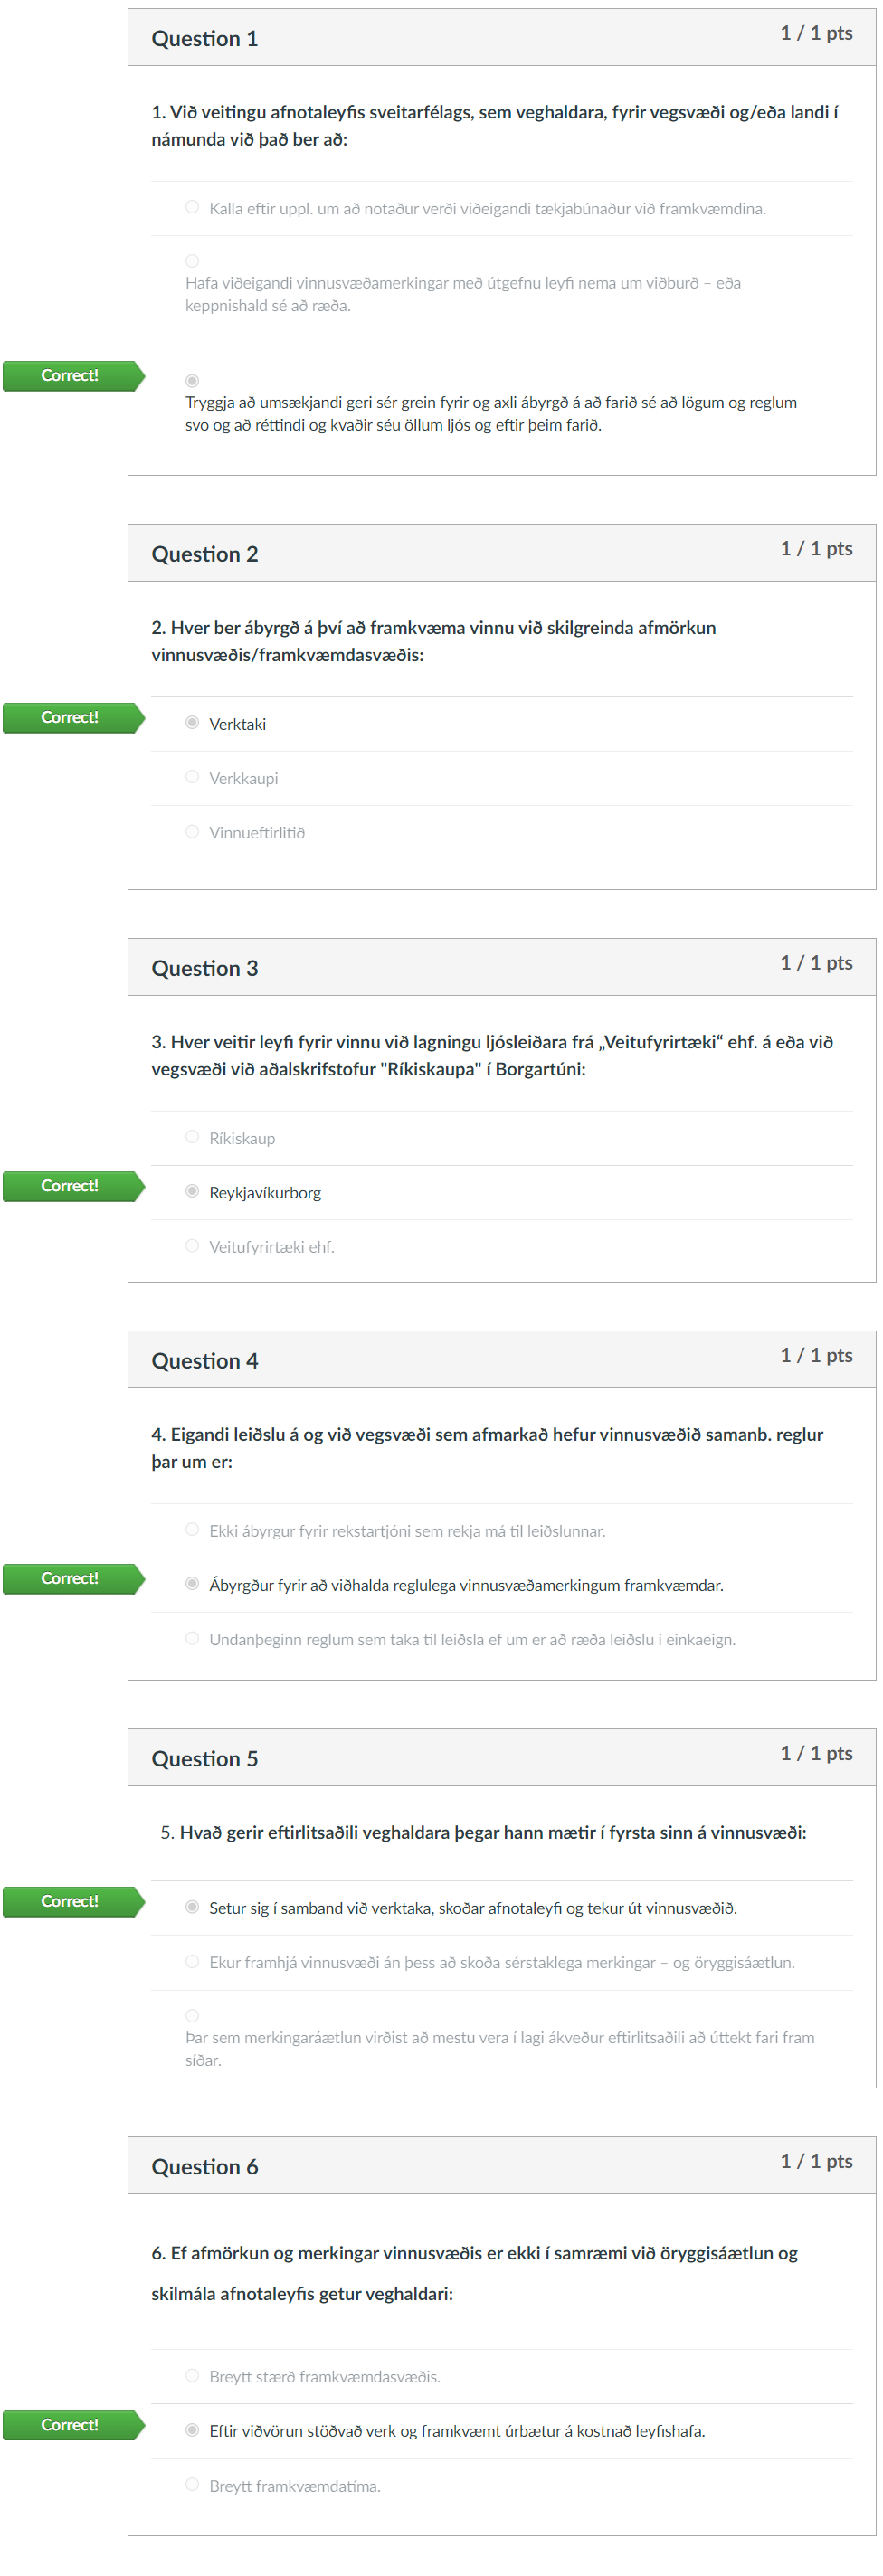 Question 1
1 / 1 pts
1. Við veitingu afnotaleyfis sveitarfélags, sem veghaldara, fyrir vegsvæði og/eða landi í
námunda við það ber að:
Kalla eftir uppl. um að notaður verði viðeigandi tækjabúnaður við framkvæmdina.
Hafa viðeigandi vinnusvæðamerkingar með útgefnu leyfi nema um viðburð – eða
keppnishald sé að ræða.
Correct!
Tryggja að umsækjandi geri sér grein fyrir og axli ábyrgð á að farið sé að lögum og reglum
svo og að réttindi og kvaðir séu öllum ljós og eftir þeim farið.
Question 2
1 / 1 pts
2. Hver ber ábyrgð á því að framkvæma vinnu við skilgreinda afmörkun
vinnusvæðis/framkvæmdasvæðis:
Correct!
Verktaki
Verkkaupi
Vinnueftirlitið
Question 3
1 / 1 pts
3. Hver veitir leyfi fyrir vinnu við lagningu ljósleiðara frá „Veitufyrirtæki“ ehf. á eða við
vegsvæði við aðalskrifstofur "Ríkiskaupa" í Borgartúni:
Ríkiskaup
Correct!
Reykjavíkurborg
Veitufyrirtæki ehf.
Question 4
1 / 1 pts
4. Eigandi leiðslu á og við vegsvæði sem afmarkað hefur vinnusvæðið samanb. reglur
þar um er:
Ekki ábyrgur fyrir rekstartjóni sem rekja má til leiðslunnar.
Correct!
Ábyrgður fyrir að viðhalda reglulega vinnusvæðamerkingum framkvæmdar.
Undanþeginn reglum sem taka til leiðsla ef um er að ræða leiðslu í einkaeign.
Question 5
1 / 1 pts
5. Hvað gerir eftirlitsaðili veghaldara þegar hann mætir í fyrsta sinn á vinnusvæði:
Correct!
Setur sig í samband við verktaka, skoðar afnotaleyfi og tekur út vinnusvæðið.
Ekur framhjá vinnusvæði án þess að skoða sérstaklega merkingar – og öryggisáætlun.
Þar sem merkingaráætlun virðist að mestu vera í lagi ákveður eftirlitsaðili að úttekt fari fram
síðar.
Question 6
1 / 1 pts
6. Ef afmörkun og merkingar vinnusvæðis er ekki í samræmi við öryggisáætlun og
skilmála afnotaleyfis getur veghaldari:
Breytt stærð framkvæmdasvæðis.
Correct!
Eftir viðvörun stöðvað verk og framkvæmt úrbætur á kostnað leyfishafa.
Breytt framkvæmdatíma.